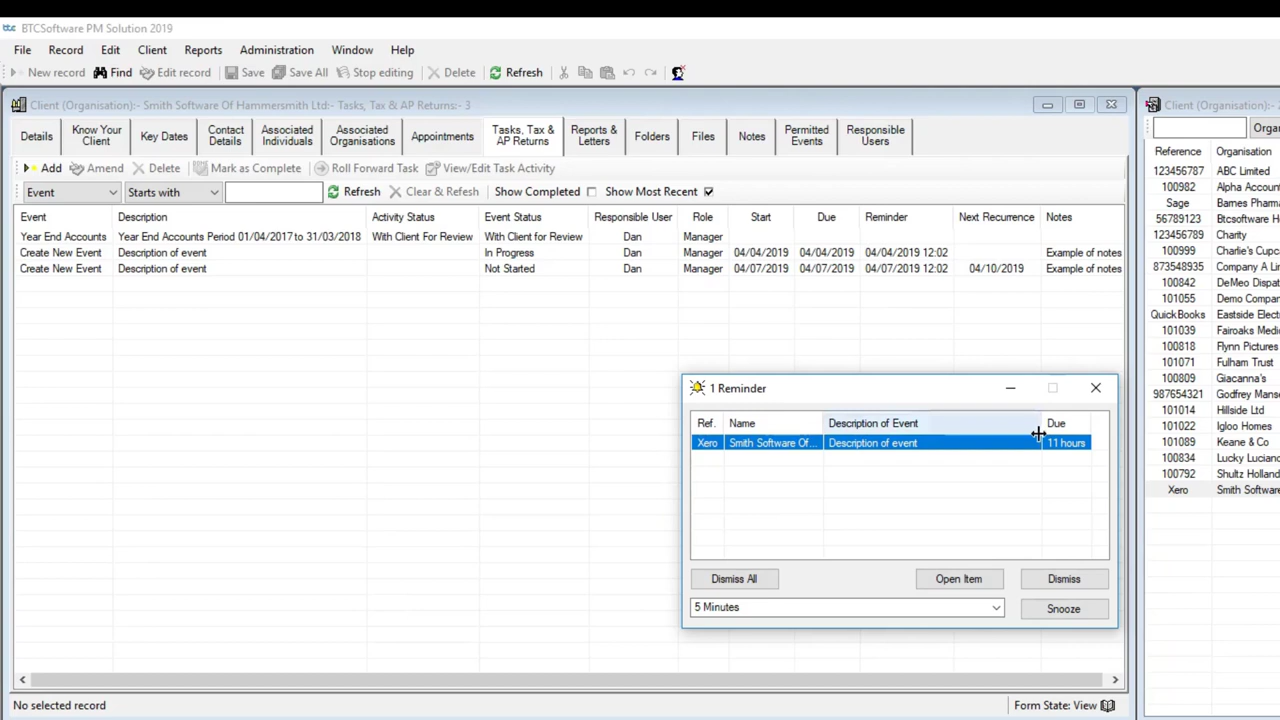 btc BTCSoftware PM Solution 2019
File Record Edit Client Reports Administration Window Help
New record Find Edit record Save Save All Stop editing Delete Refresh
Client (Organisation):- Smith Software Of Hammersmith Ltd:- Tasks, Tax & AP Returns:- 3
Details Know Your Client Key Dates Contact Details Associated Individuals Associated Organisations Appointments Tasks, Tax & AP Returns Reports & Letters Folders Files Notes Permitted Events Responsible Users
Add Amend Delete Mark as Complete Roll Forward Task View/Edit Task Activity
Event Starts with Refresh Clear & Refresh Show Completed Show Most Recent
Event Description Activity Status Event Status Responsible User Role Start Due Reminder Next Recurrence Notes
Year End Accounts Year End Accounts Period 01/04/2017 to 31/03/2018 With Client For Review With Client for Review Dan Manager
Create New Event Description of event In Progress Dan Manager 04/04/2019 04/04/2019 04/04/2019 12:02 Example of notes
Create New Event Description of event Not Started Dan Manager 04/07/2019 04/07/2019 04/07/2019 12:02 04/10/2019 Example of notes
1 Reminder
Ref. Name Description of Event Due
Xero Smith Software Of... Description of event 11 hours
Dismiss All Open Item Dismiss
5 Minutes Snooze
No selected record Form State: View
Client (Organisation):-
Organ
Reference Organisation
123456787 ABC Limited
100982 Alpha Accounta
Sage Barnes Pharma
56789123 Btcsoftware H
123456789 Charity
100999 Charlie's Cupc
873548935 Company A Lin
100842 DeMeo Dispat
101055 Demo Compan
QuickBooks Eastside Electr
101039 Fairoaks Medic
100818 Flynn Pictures
101071 Fulham Trust
100809 Giacanna's
987654321 Godfrey Manse
101014 Hillside Ltd
101022 Igloo Homes
101089 Keane & Co
100834 Lucky Luciano
100792 Shultz Holland
Xero Smith Software